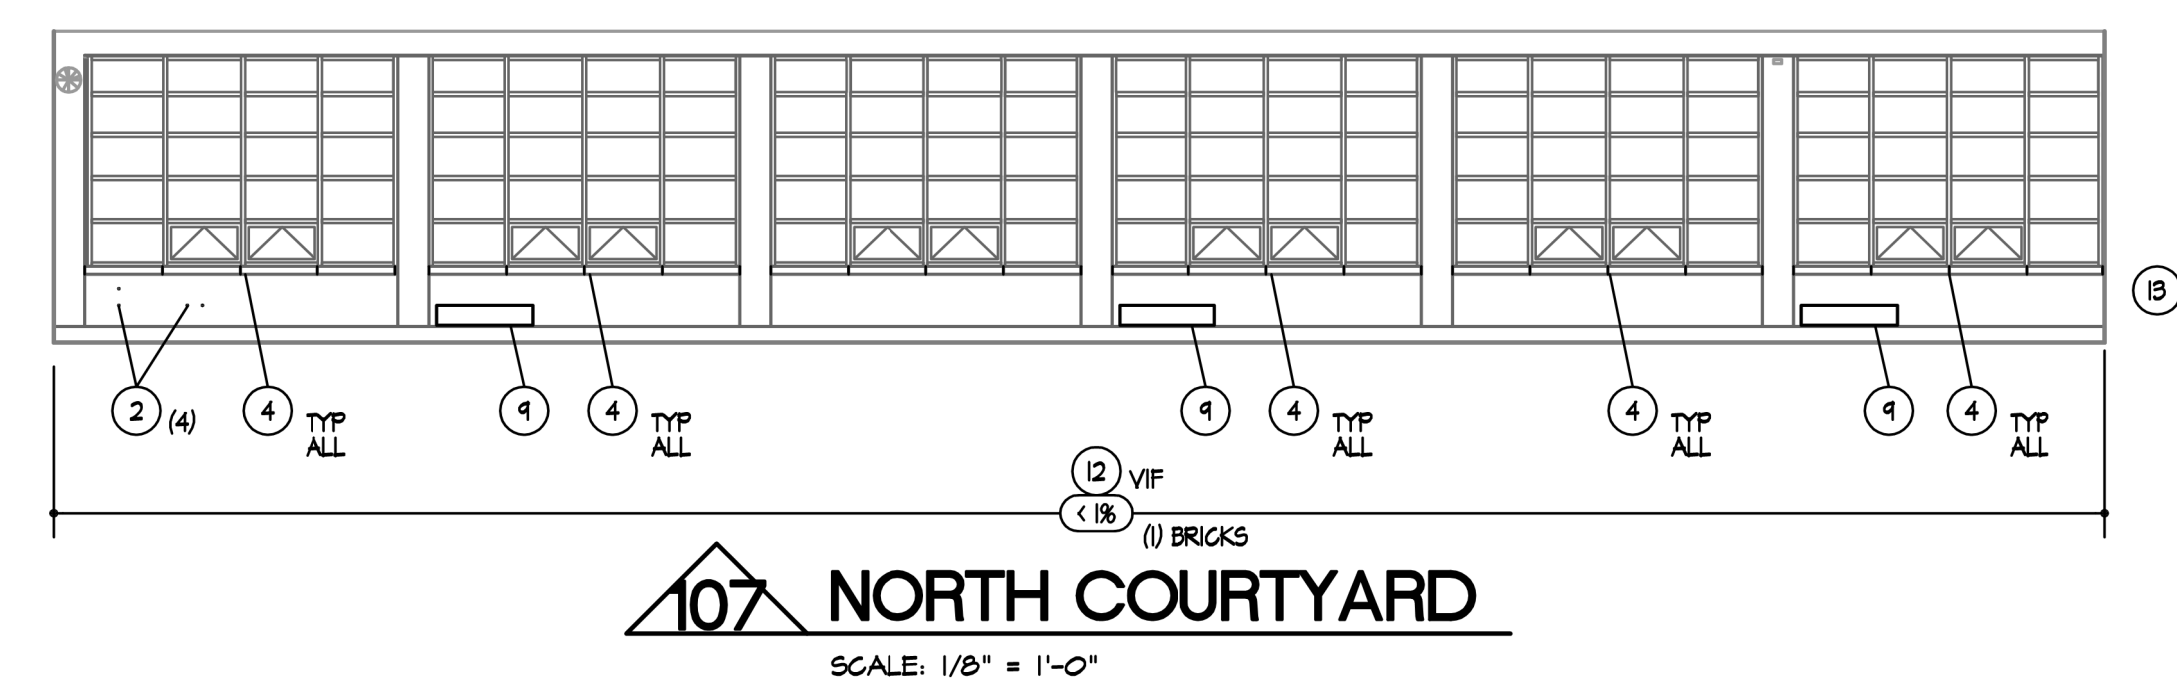 13
2 (4)
4 TYP ALL
9
4 TYP ALL
9
4 TYP ALL
4 TYP ALL
9
4 TYP ALL
12 VIF
< 1%
(1) BRICKS
107 NORTH COURTYARD
SCALE: 1/8" = 1'-0"